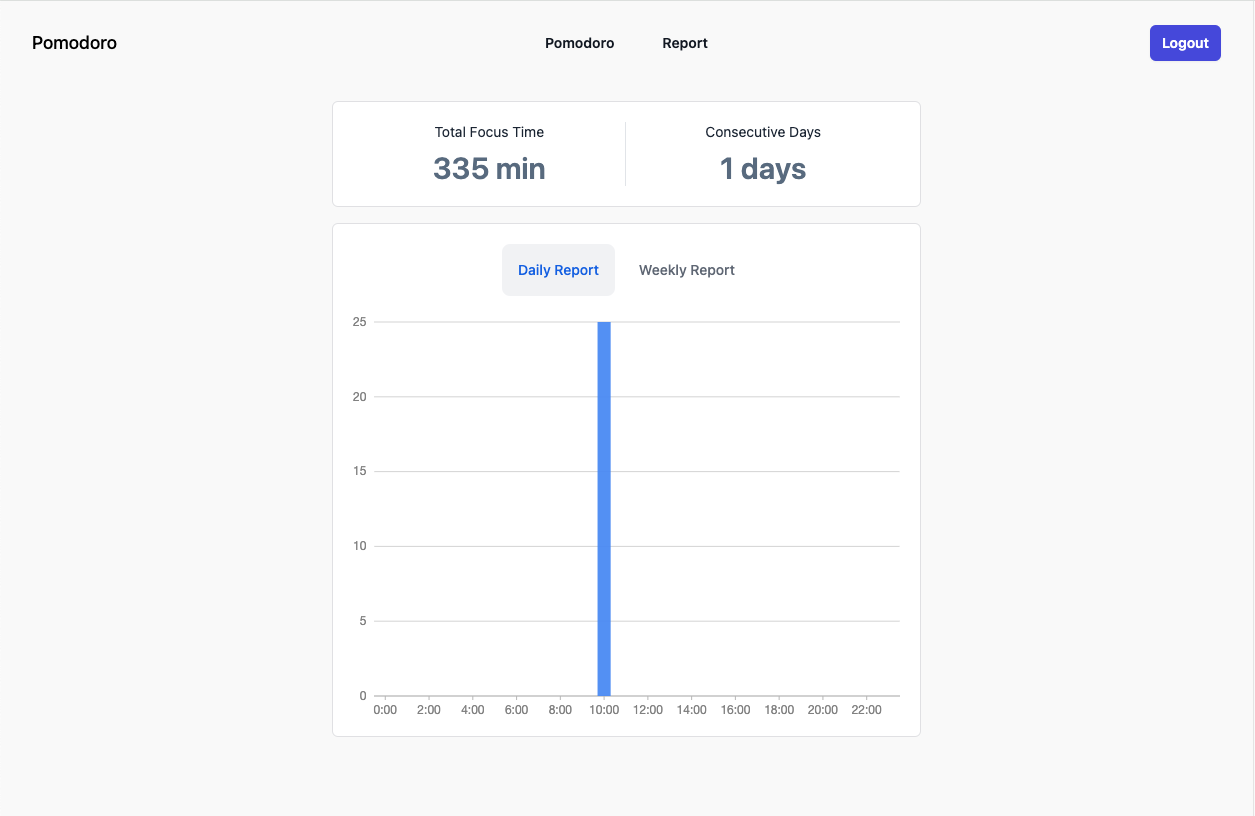 Pomodoro
Pomodoro Report
Logout
Total Focus Time
335 min
Consecutive Days
1 days
Daily Report Weekly Report
25
20
15
10
5
0
0:00 2:00 4:00 6:00 8:00 10:00 12:00 14:00 16:00 18:00 20:00 22:00